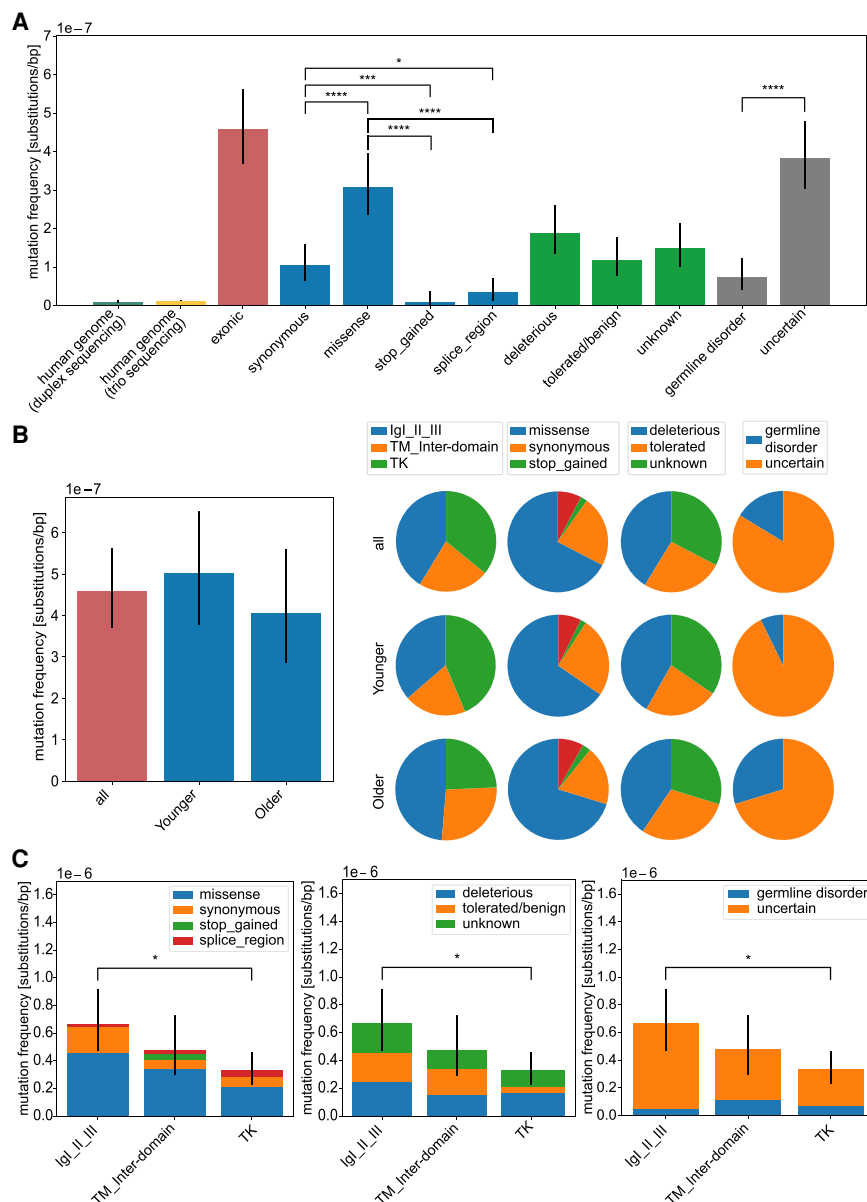 A
1e−7
mutation frequency [substitutions/bp]
7
6
5
4
3
2
1
0
*
***
****
****
****
****
human genome
(duplex sequencing)
human genome
(trio sequencing)
exonic
synonymous
missense
stop_gained
splice_region
deleterious
tolerated/benign
unknown
germline disorder
uncertain
B
1e−7
mutation frequency [substitutions/bp]
6
5
4
3
2
1
0
all
Younger
Older
IgI_II_III
TM_Inter-domain
TK
missense
synonymous
stop_gained
deleterious
tolerated
unknown
germline
disorder
uncertain
all
Younger
Older
C
1e−6
mutation frequency [substitutions/bp]
1.6
1.4
1.2
1.0
0.8
0.6
0.4
0.2
0.0
missense
synonymous
stop_gained
splice_region
*
IgI_II_III
TM_Inter-domain
TK
1e−6
mutation frequency [substitutions/bp]
1.6
1.4
1.2
1.0
0.8
0.6
0.4
0.2
0.0
deleterious
tolerated/benign
unknown
*
IgI_II_III
TM_Inter-domain
TK
1e−6
mutation frequency [substitutions/bp]
1.6
1.4
1.2
1.0
0.8
0.6
0.4
0.2
0.0
germline disorder
uncertain
*
IgI_II_III
TM_Inter-domain
TK